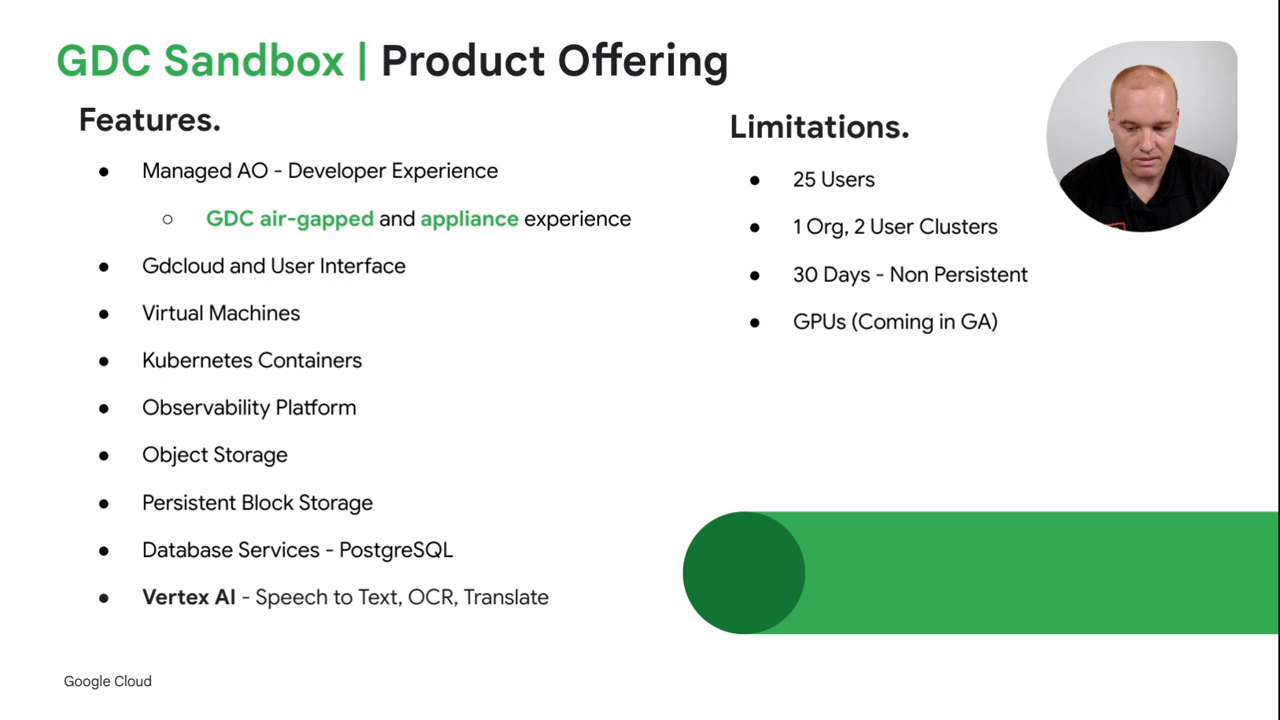 GDC Sandbox | Product Offering
Features.
● Managed AO - Developer Experience
○ GDC air-gapped and appliance experience
● Gdcloud and User Interface
● Virtual Machines
● Kubernetes Containers
● Observability Platform
● Object Storage
● Persistent Block Storage
● Database Services - PostgreSQL
● Vertex AI - Speech to Text, OCR, Translate
Limitations.
● 25 Users
● 1 Org, 2 User Clusters
● 30 Days - Non Persistent
● GPUs (Coming in GA)
Google Cloud